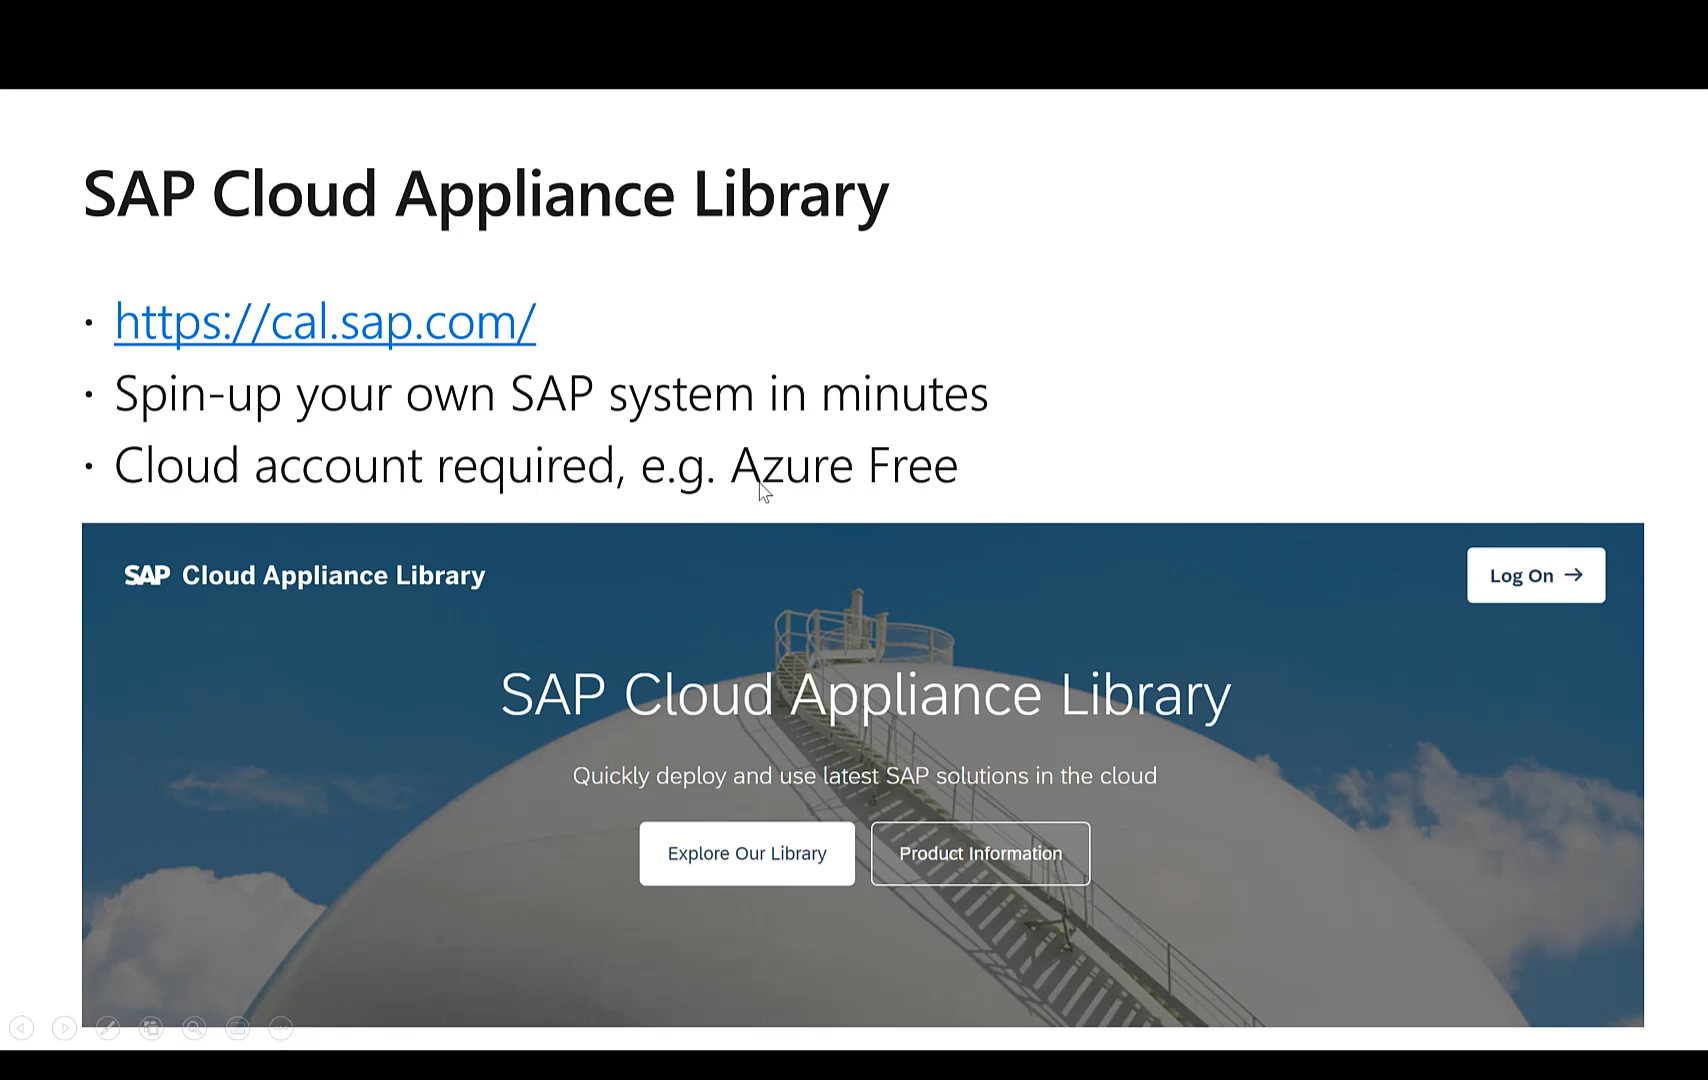 SAP Cloud Appliance Library
· https://cal.sap.com/
· Spin-up your own SAP system in minutes
· Cloud account required, e.g. Azure Free
SAP Cloud Appliance Library
Log On →
SAP Cloud Appliance Library
Quickly deploy and use latest SAP solutions in the cloud
Explore Our Library
Product Information